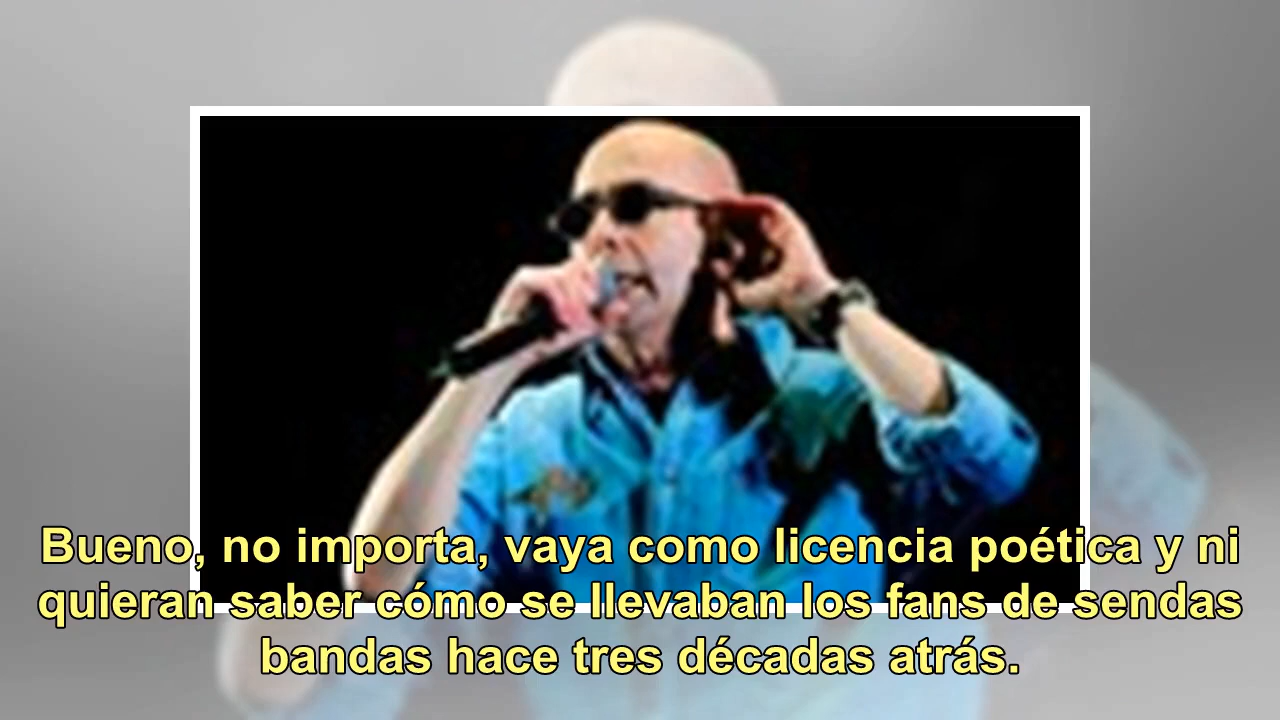 Bueno, no importa, vaya como licencia poética y ni
quieran saber cómo se llevaban los fans de sendas
bandas hace tres décadas atrás.